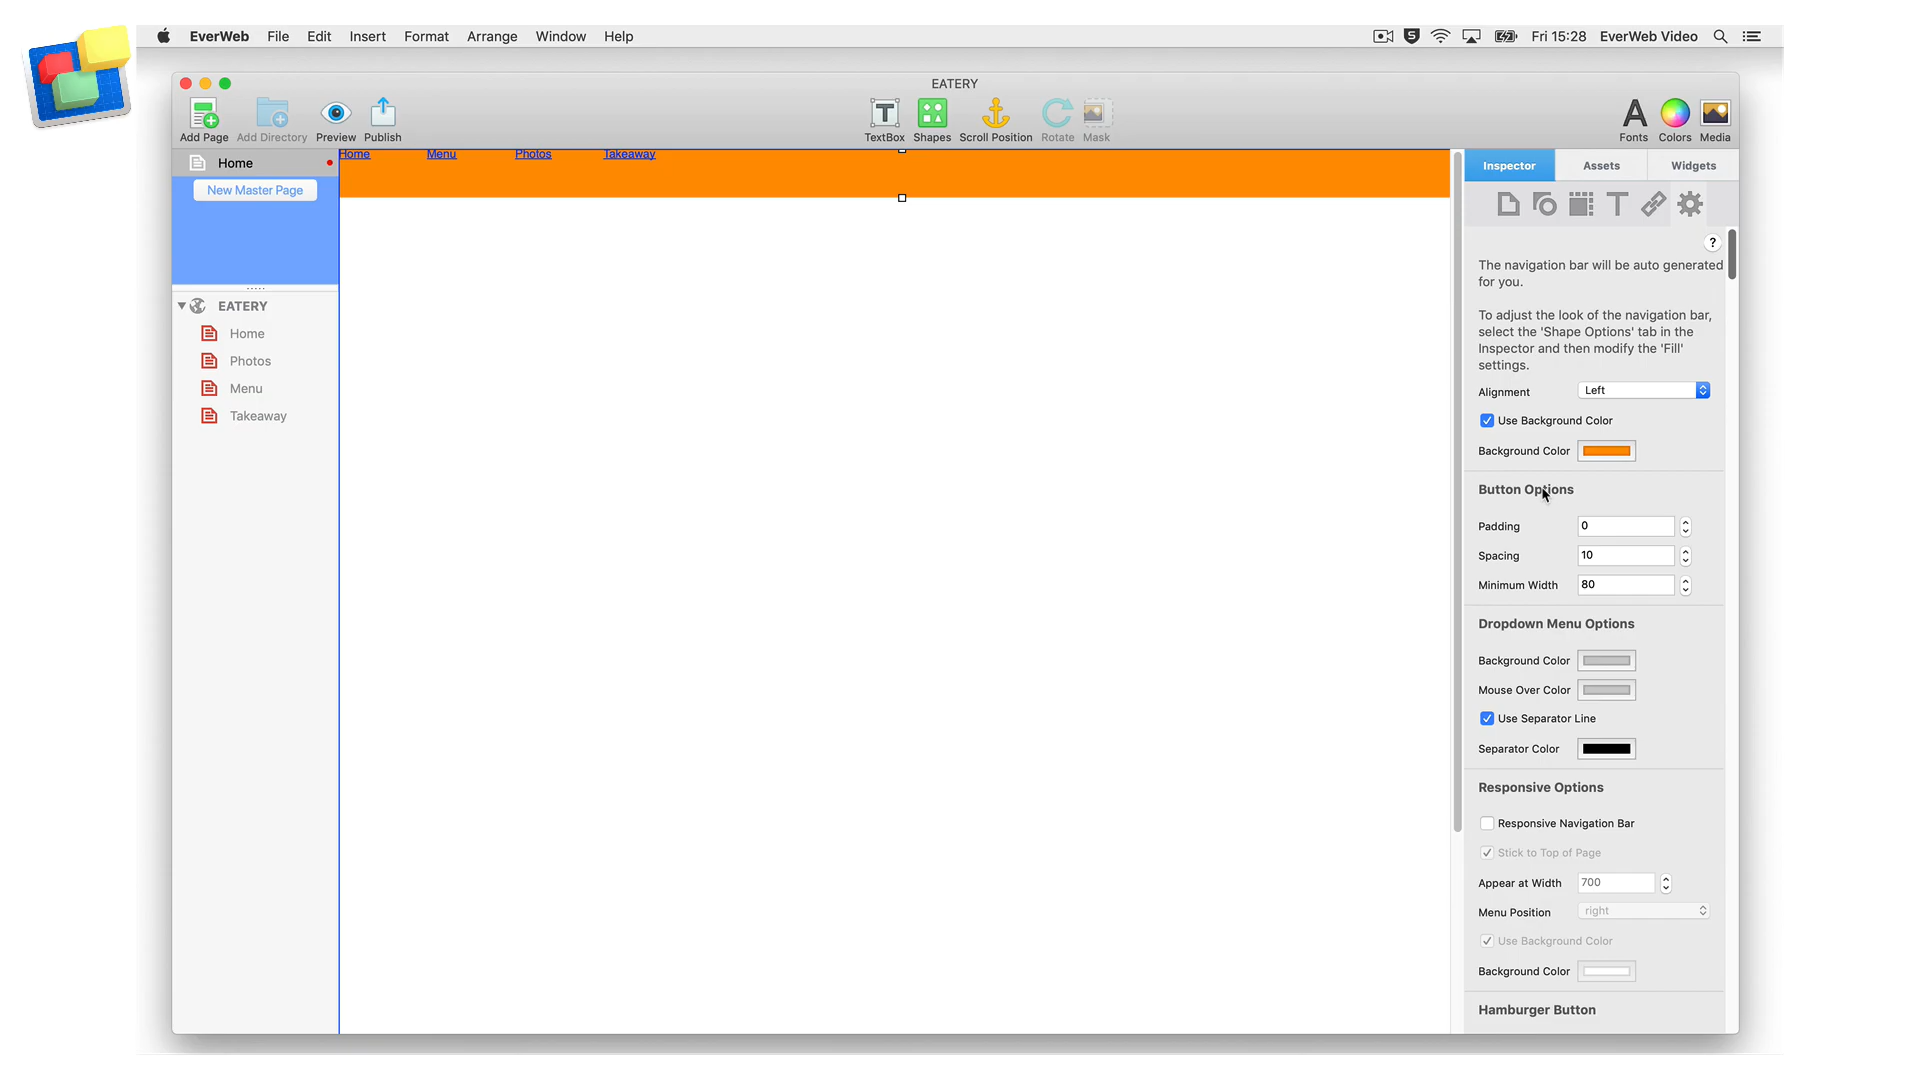 EverWeb File Edit Insert Format Arrange Window Help Fri 15:28 EverWeb Video
EATERY
Add Page Add Directory Preview Publish TextBox Shapes Scroll Position Rotate Mask Fonts Colors Media
Home
New Master Page
EATERY
Home
Photos
Menu
Takeaway
Home Menu Photos Takeaway
Inspector Assets Widgets
?
The navigation bar will be auto generated
for you.
To adjust the look of the navigation bar,
select the 'Shape Options' tab in the
Inspector and then modify the 'Fill'
settings.
Alignment Left
Use Background Color
Background Color
Button Options
Padding 0
Spacing 10
Minimum Width 80
Dropdown Menu Options
Background Color
Mouse Over Color
Use Separator Line
Separator Color
Responsive Options
Responsive Navigation Bar
Stick to Top of Page
Appear at Width 700
Menu Position right
Use Background Color
Background Color
Hamburger Button